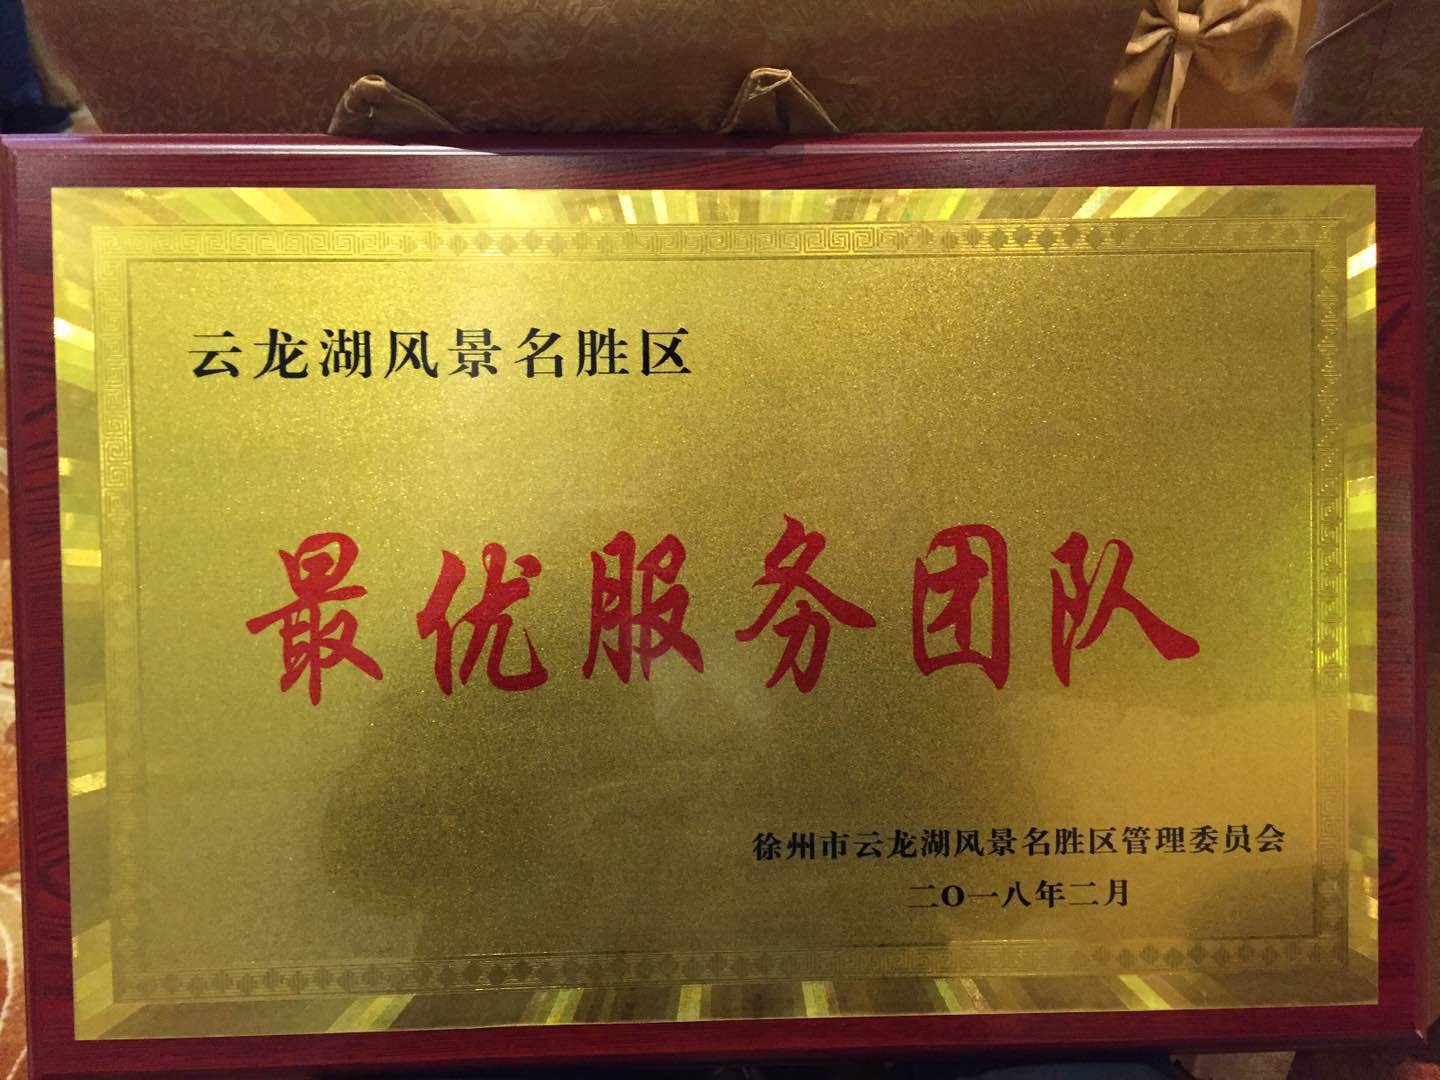 云龙湖风景名胜区
最优服务团队
徐州市云龙湖风景名胜区管理委员会
二O一八年二月